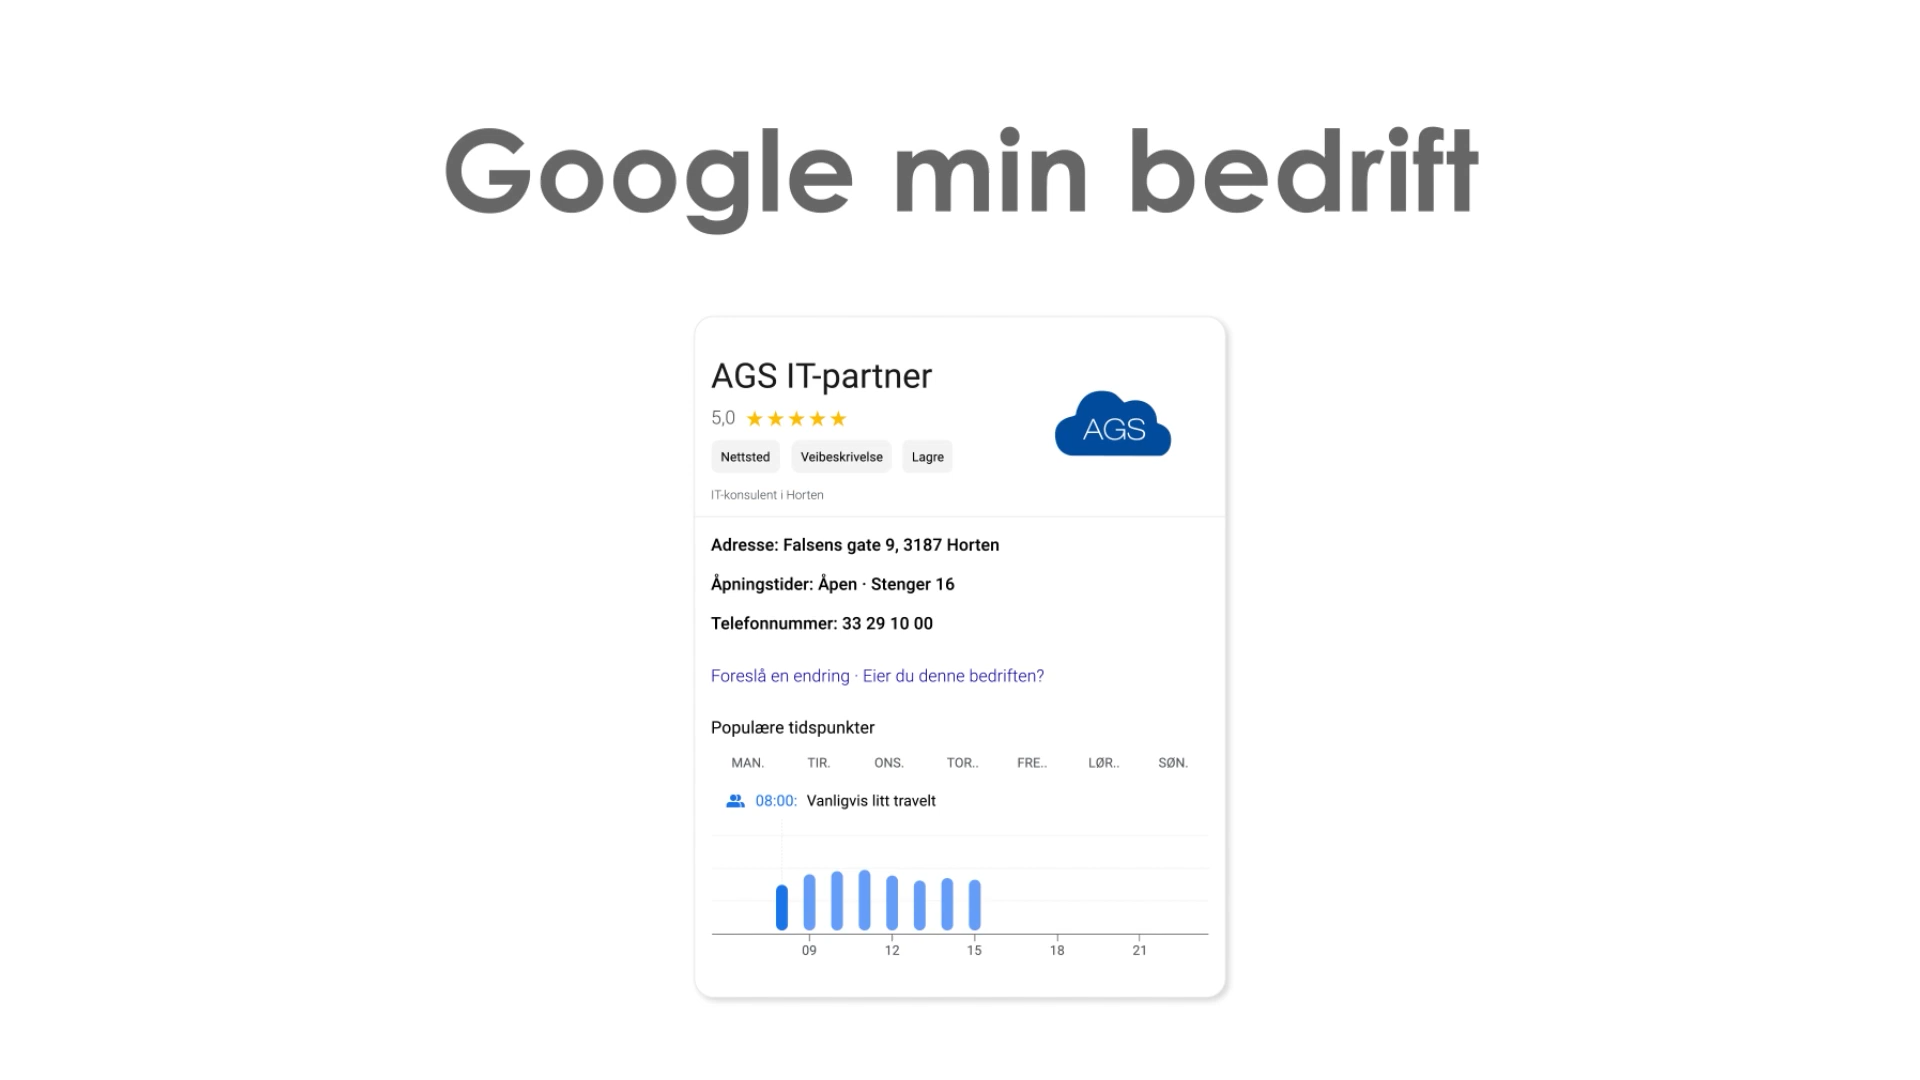 Google min bedrift
AGS IT-partner
5,0
AGS
Nettsted Veibeskrivelse Lagre
IT-konsulent i Horten
Adresse: Falsens gate 9, 3187 Horten
Åpningstider: Åpen · Stenger 16
Telefonnummer: 33 29 10 00
Foreslå en endring · Eier du denne bedriften?
Populære tidspunkter
MAN. TIR. ONS. TOR.. FRE.. LØR.. SØN.
08:00: Vanligvis litt travelt
09 12 15 18 21